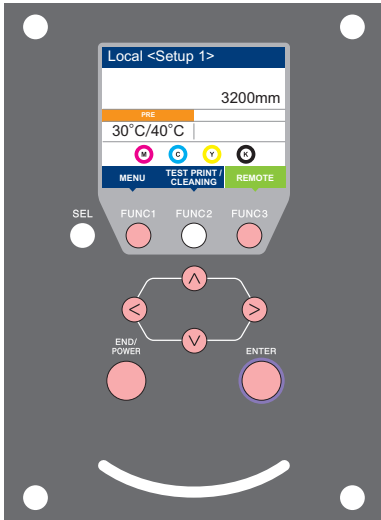 Local <Setup 1>
3200mm
PRE
30˚C/40˚C
M C Y K
MENU TEST PRINT / CLEANING REMOTE
SEL FUNC1 FUNC2 FUNC3
END/
POWER
ENTER